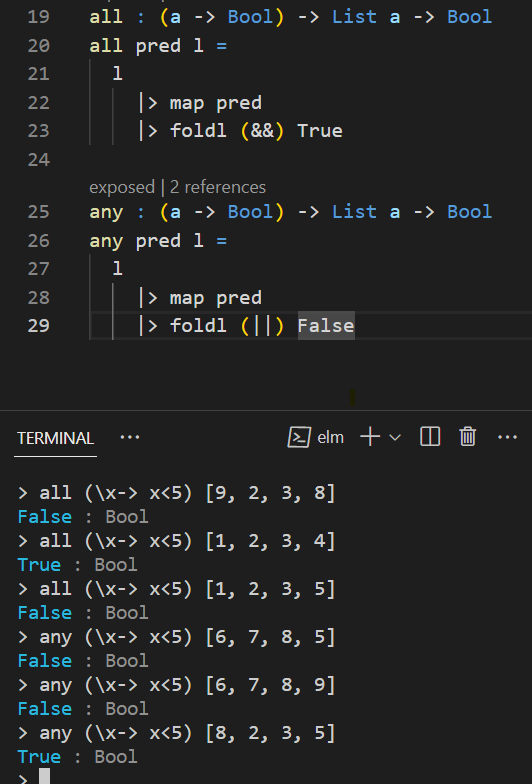 19 all : (a -> Bool) -> List a -> Bool
20 all pred l =
21 l
22 |> map pred
23 |> foldl (&&) True
24
exposed | 2 references
25 any : (a -> Bool) -> List a -> Bool
26 any pred l =
27 l
28 |> map pred
29 |> foldl (||) False
TERMINAL ··· elm ···
> all (\x-> x<5) [9, 2, 3, 8]
False : Bool
> all (\x-> x<5) [1, 2, 3, 4]
True : Bool
> all (\x-> x<5) [1, 2, 3, 5]
False : Bool
> any (\x-> x<5) [6, 7, 8, 5]
False : Bool
> any (\x-> x<5) [6, 7, 8, 9]
False : Bool
> any (\x-> x<5) [8, 2, 3, 5]
True : Bool
>